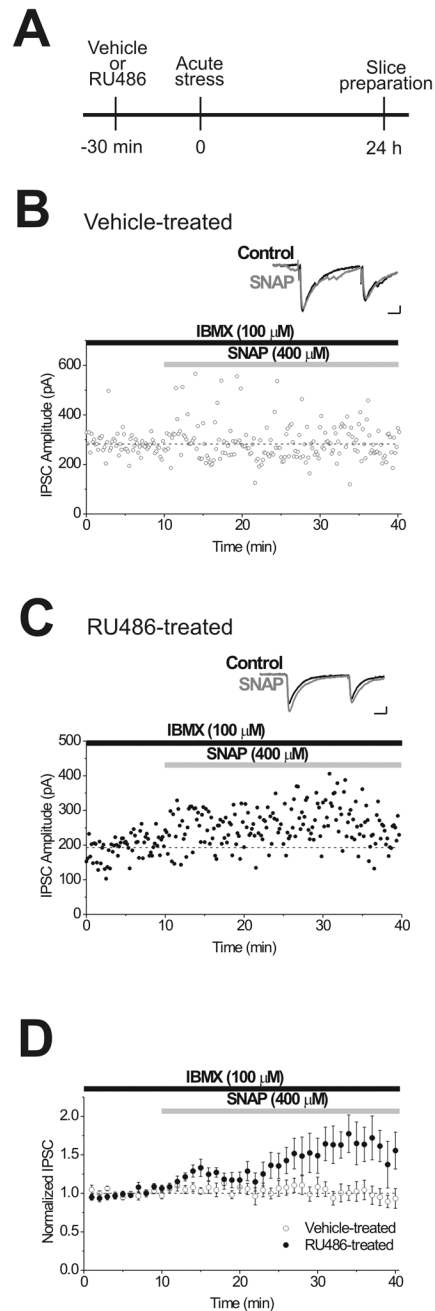 A
Vehicle
or
RU486
Acute
stress
Slice
preparation
-30 min
0
24 h
B
Vehicle-treated
Control
SNAP
IBMX (100 μM)
SNAP (400 μM)
600
400
200
0
IPSC Amplitude (pA)
0
10
20
30
40
Time (min)
C
RU486-treated
Control
SNAP
IBMX (100 μM)
SNAP (400 μM)
500
400
300
200
100
0
IPSC Amplitude (pA)
0
10
20
30
40
Time (min)
D
IBMX (100 μM)
SNAP (400 μM)
2.0
1.5
1.0
0.5
0.0
Normalized IPSC
Vehicle-treated
RU486-treated
0
10
20
30
40
Time (min)